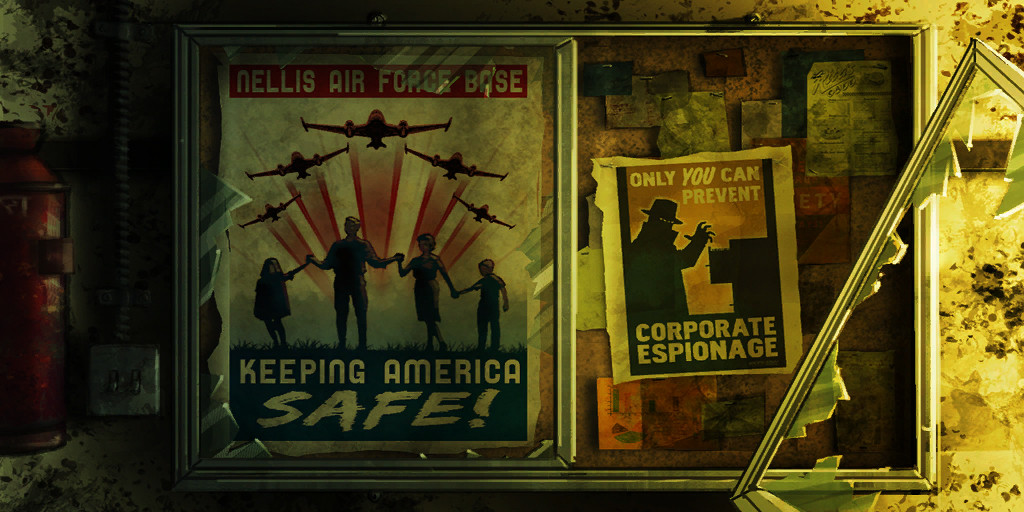 NELLIS AIR FORCE BASE
KEEPING AMERICA
SAFE!
ONLY YOU CAN
PREVENT
CORPORATE
ESPIONAGE